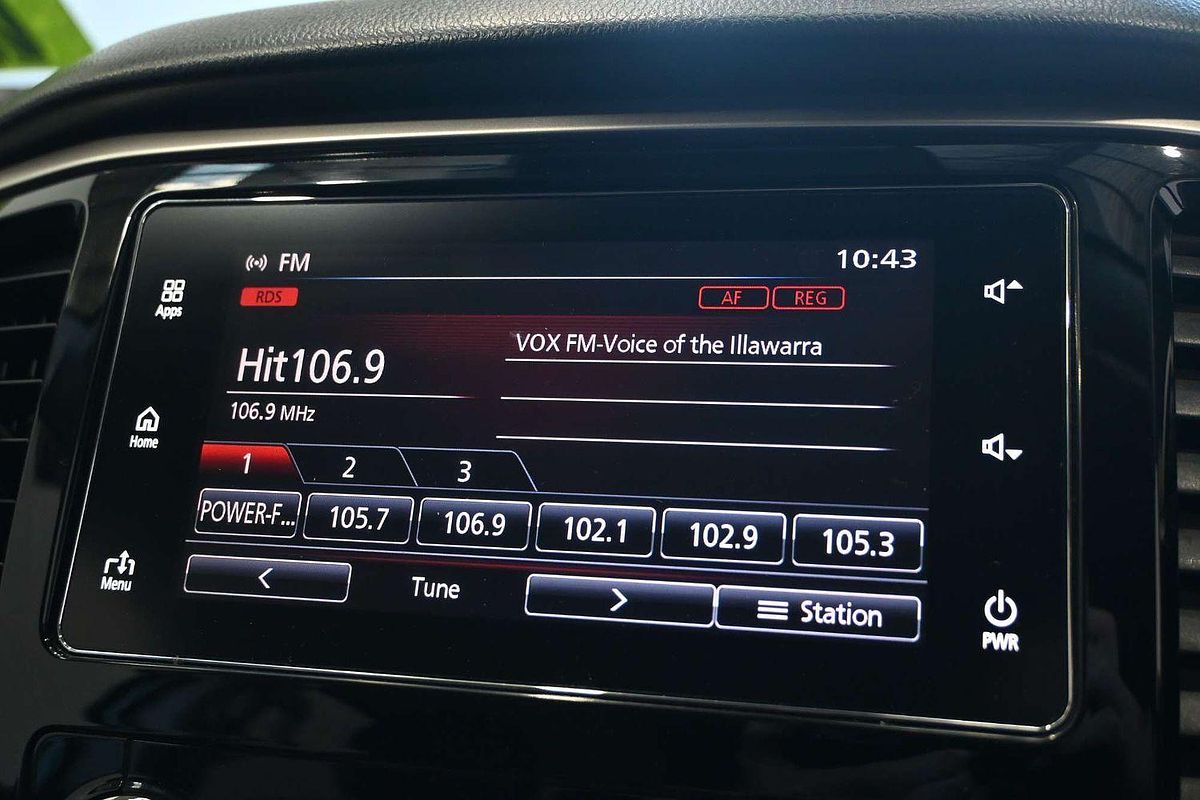 FM 10:43
RDS AF REG
Apps
VOX FM-Voice of the Illawarra
Hit106.9
106.9 MHz
Home
1 2 3
POWER-F... 105.7 106.9 102.1 102.9 105.3
< Tune > Station
Menu
PWR